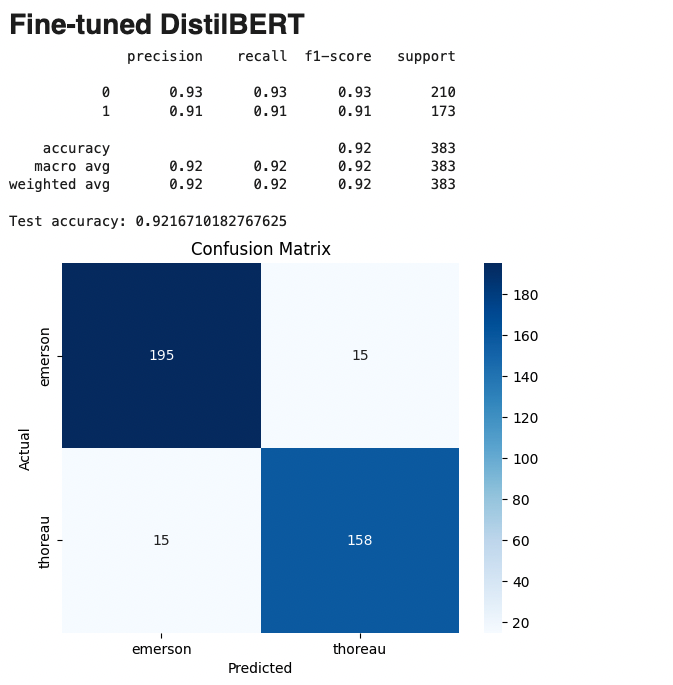 Fine-tuned DistilBERT
precision recall f1-score support
0 0.93 0.93 0.93 210
1 0.91 0.91 0.91 173
accuracy 0.92 383
macro avg 0.92 0.92 0.92 383
weighted avg 0.92 0.92 0.92 383
Test accuracy: 0.9216710182767625
Confusion Matrix
emerson
195
15
180
160
140
120
100
80
60
40
20
Actual
thoreau
15
158
emerson
thoreau
Predicted